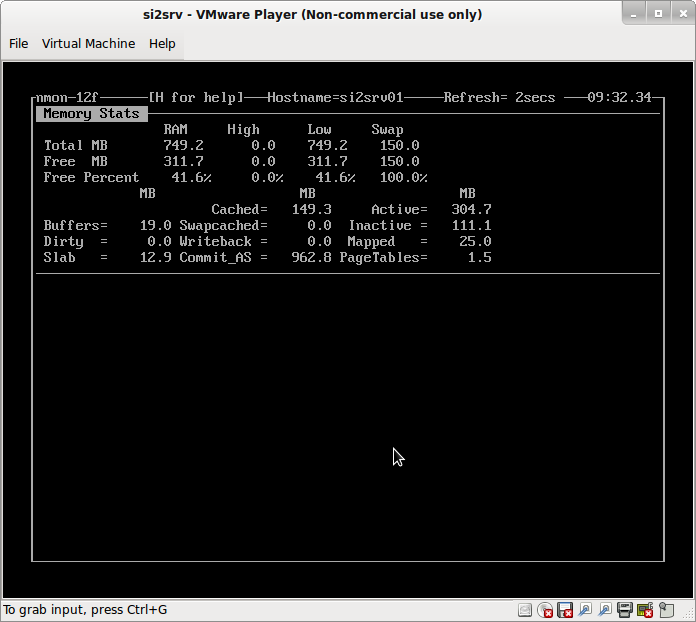 si2srv - VMware Player (Non-commercial use only)
File Virtual Machine Help
nmon-12f [H for help] Hostname=si2srv01 Refresh= 2secs 09:32.34
Memory Stats
RAM High Low Swap
Total MB 749.2 0.0 749.2 150.0
Free MB 311.7 0.0 311.7 150.0
Free Percent 41.6% 0.0% 41.6% 100.0%
MB MB MB
Cached= 149.3 Active= 304.7
Buffers= 19.0 Swapcached= 0.0 Inactive = 111.1
Dirty = 0.0 Writeback = 0.0 Mapped = 25.0
Slab = 12.9 Commit_AS = 962.8 PageTables= 1.5
To grab input, press Ctrl+G